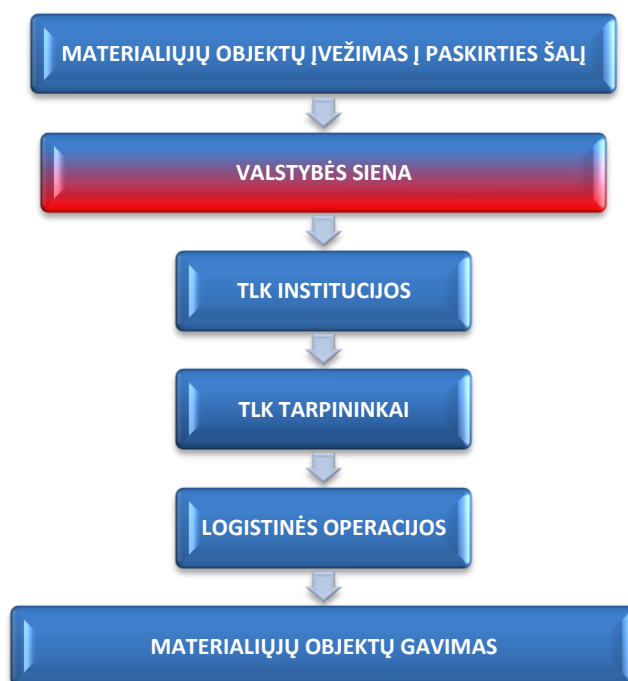 MATERIALIŲJŲ OBJEKTŲ ĮVEŽIMAS Į PASKIRTIES ŠALĮ
VALSTYBĖS SIENA
TLK INSTITUCIJOS
TLK TARPININKAI
LOGISTINĖS OPERACIJOS
MATERIALIŲJŲ OBJEKTŲ GAVIMAS